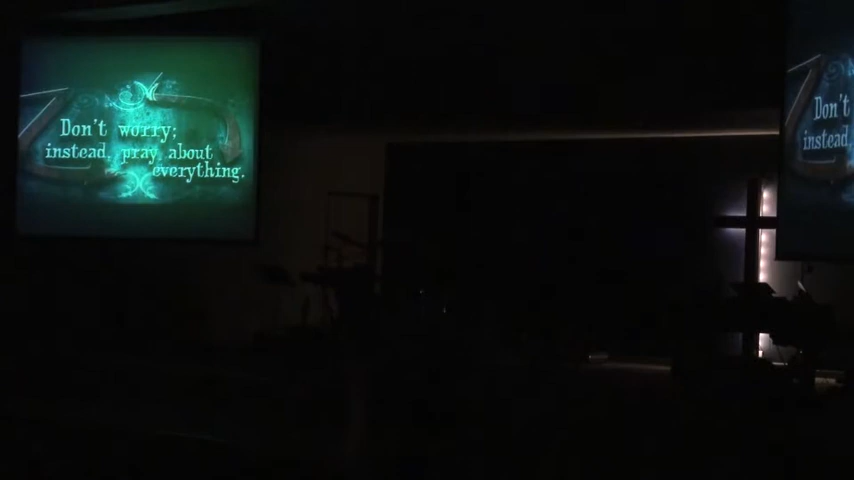 Don't worry;
instead, pray about
everything.
Don't
instead,